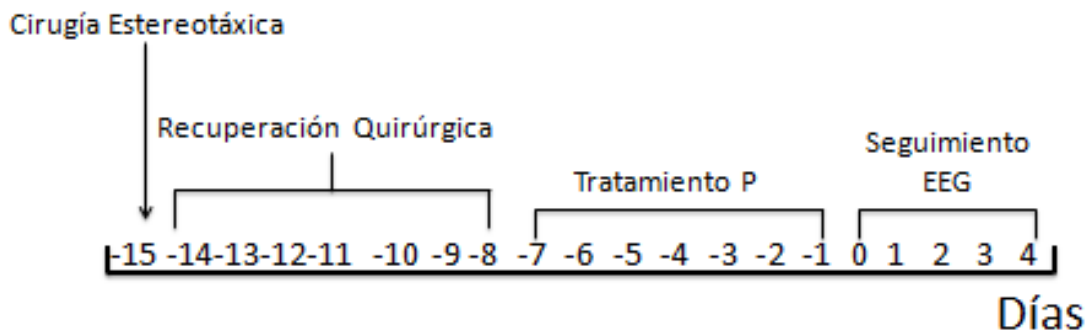 Cirugía Estereotáxica
Recuperación Quirúrgica
Tratamiento P
Seguimiento
EEG
-15 -14-13-12-11 -10 -9 -8 -7 -6 -5 -4 -3 -2 -1 0 1 2 3 4
Días